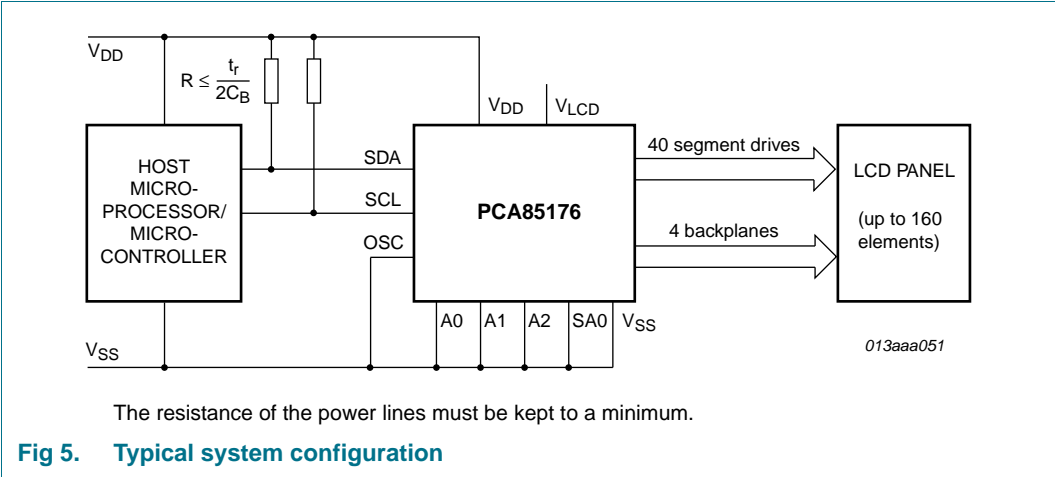 VDD
R ≤ tr
2CB
VDD
VLCD
HOST
MICRO-
PROCESSOR/
MICRO-
CONTROLLER
SDA
SCL
OSC
PCA85176
40 segment drives
4 backplanes
LCD PANEL
(up to 160
elements)
A0
A1
A2
SA0
VSS
VSS
013aaa051
The resistance of the power lines must be kept to a minimum.
Fig 5. Typical system configuration